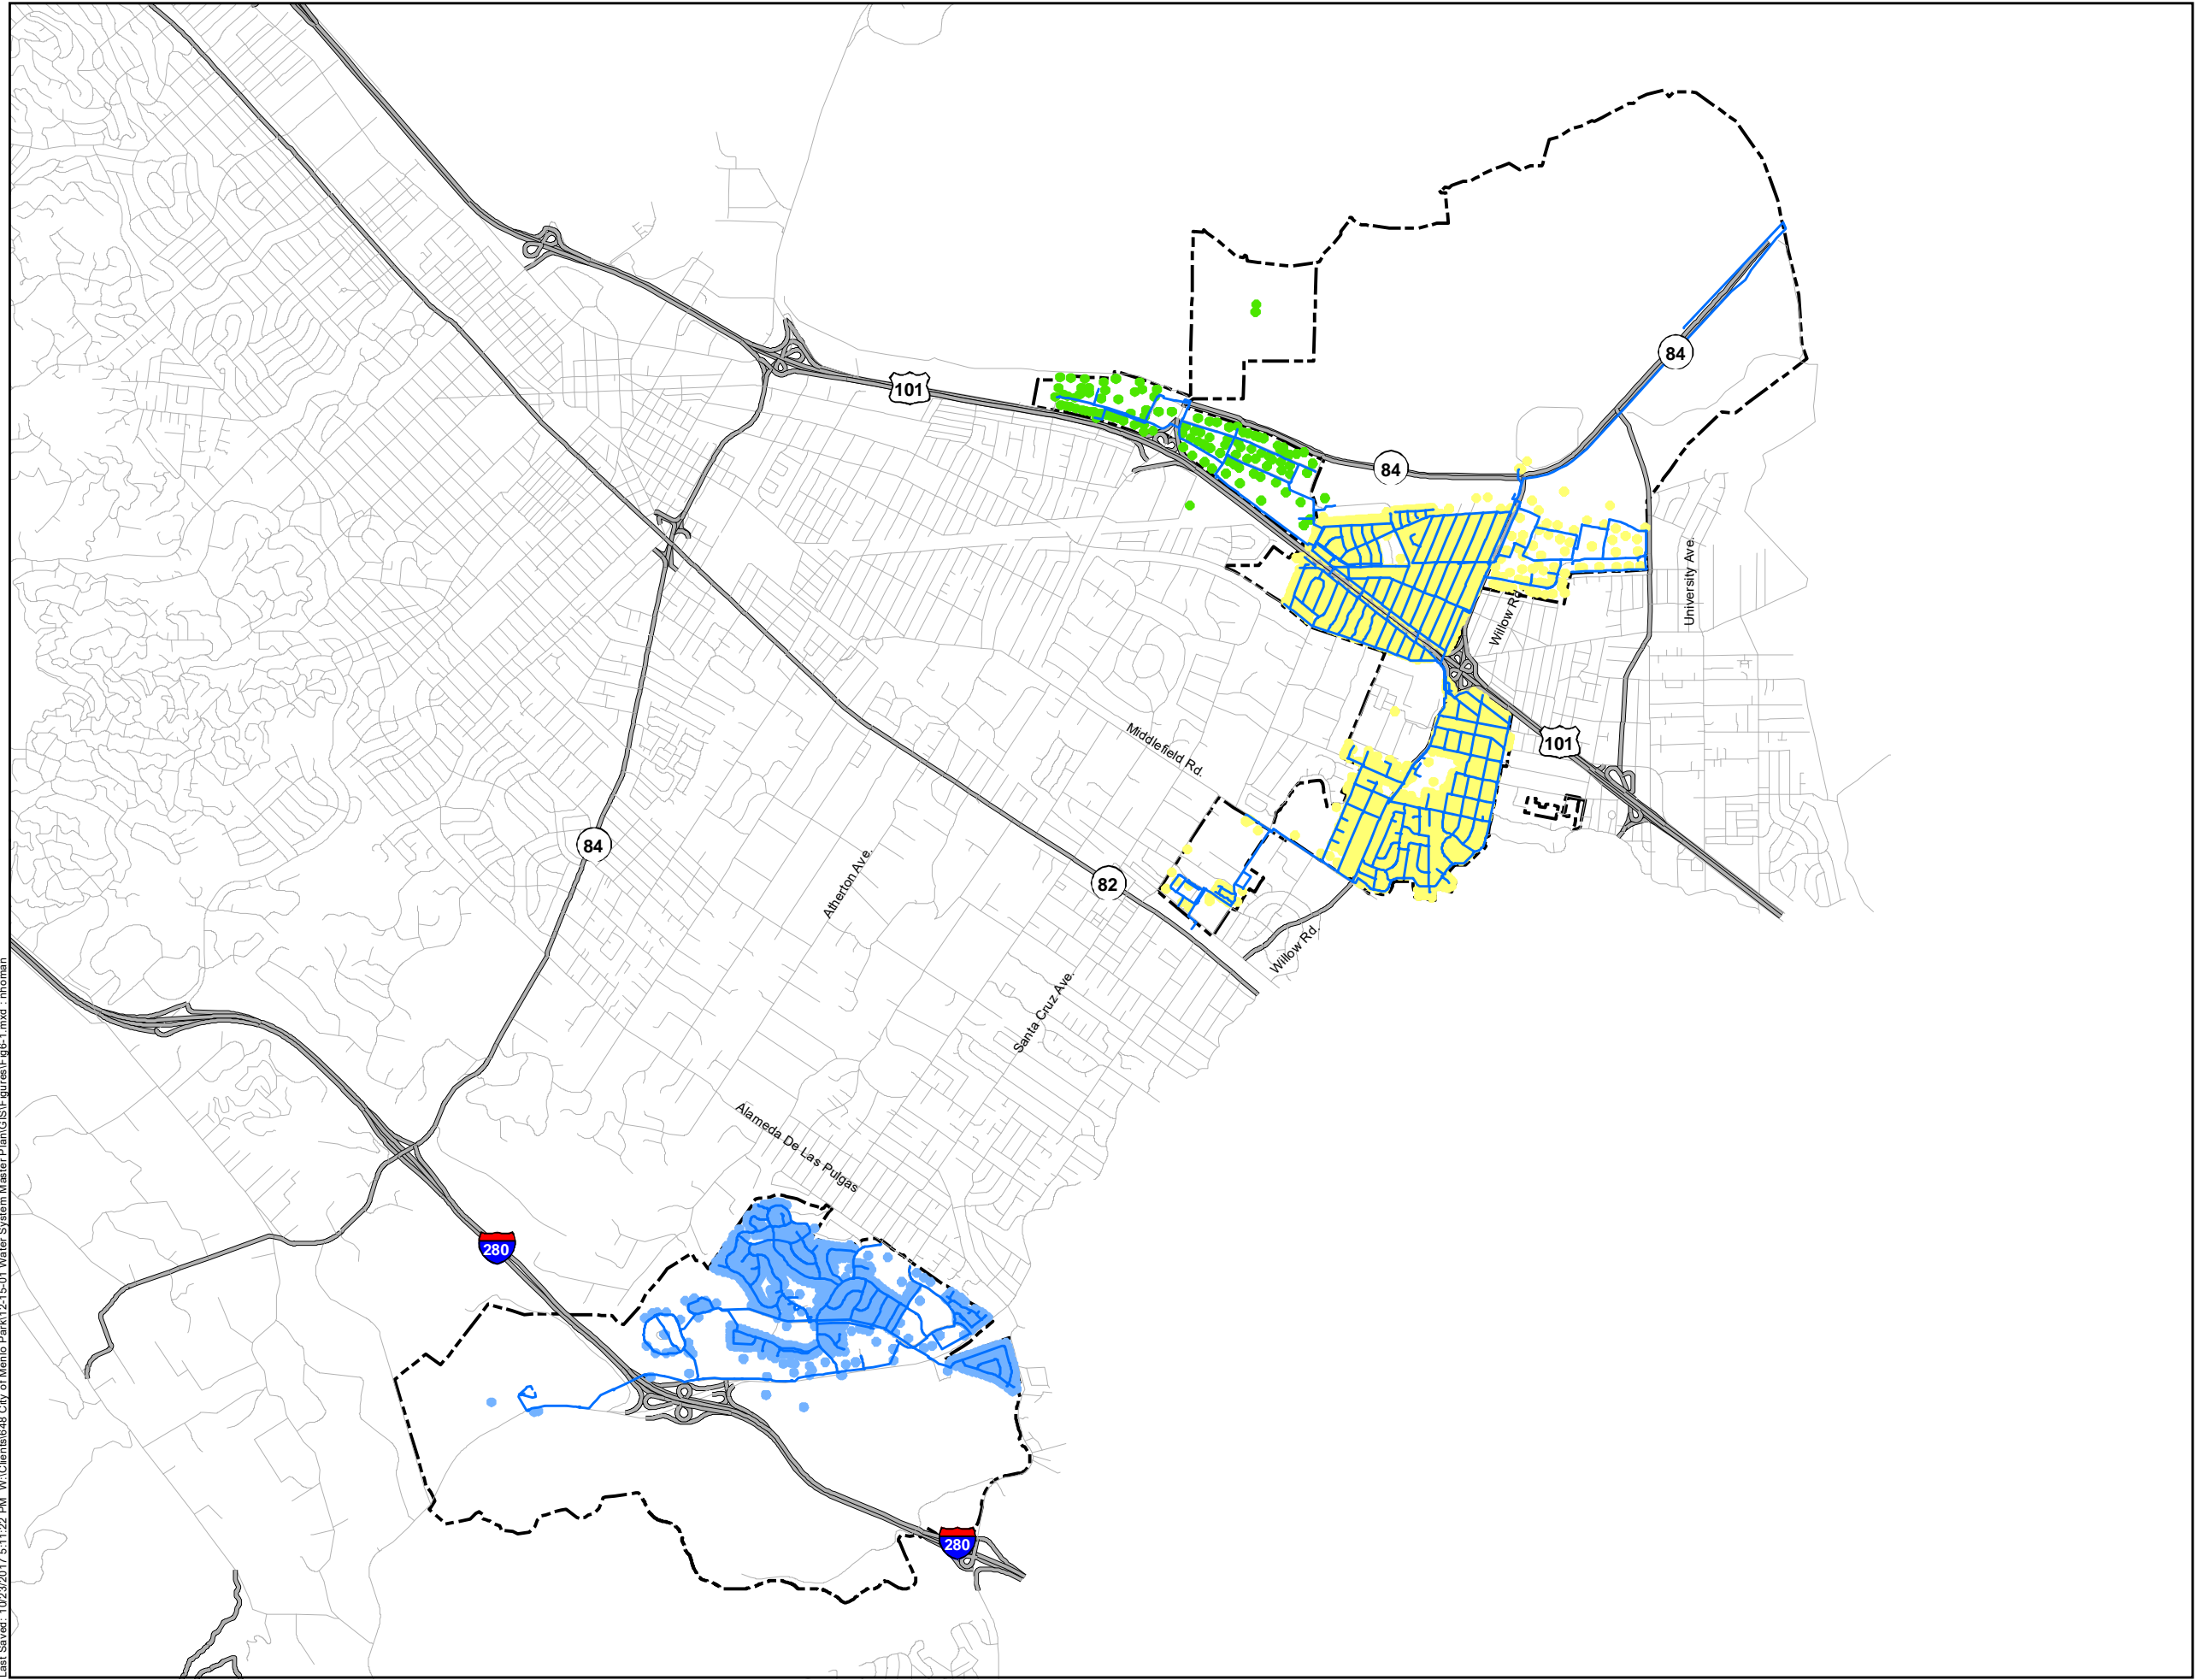 101
84
84
University Ave.
Willow Rd.
Middlefield Rd.
101
84
82
Atherton Ave.
Willow Rd.
Santa Cruz Ave.
Alameda De Las Pulgas
280
280
Last Saved: 10/23/2017 5:11:22 PM W:\Clients\648 City of Menlo Park\12-15-01 Water System Master Plan\GIS\Figures\Fig6-1.mxd : nhoman